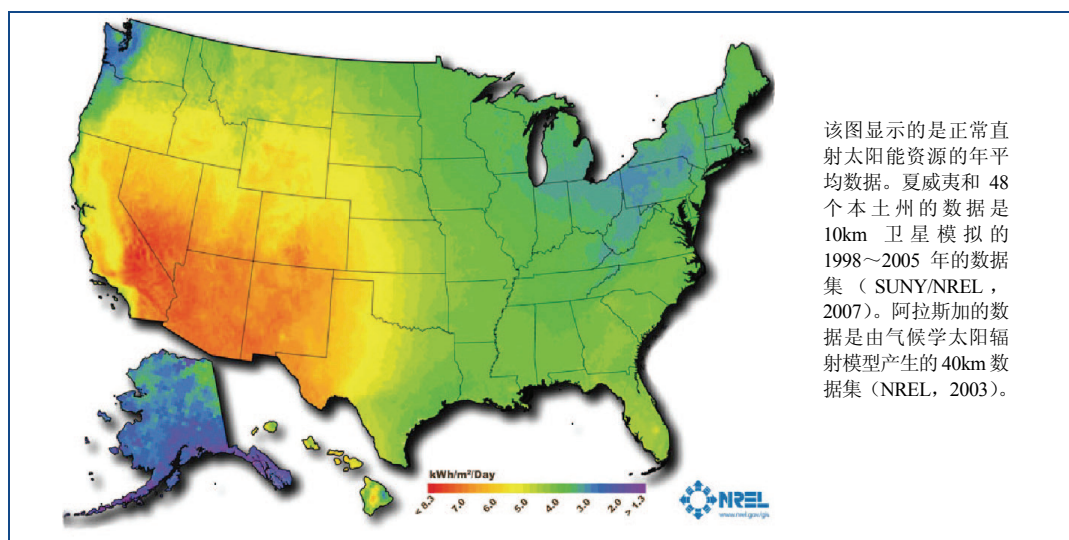 该图显示的是正常直
射太阳能资源的年平
均数据。夏威夷和 48
个本土州的数据是
10km 卫星模拟的
1998～2005 年的数据
集（SUNY/NREL，
2007）。阿拉斯加的数
据是由气候学太阳辐
射模型产生的 40km 数
据集（NREL，2003）。
kWh/m²/Day
< 8.3 7.0 6.0 5.0 4.0 3.0 2.0 > 1.3
NREL
www.nrel.gov/gis